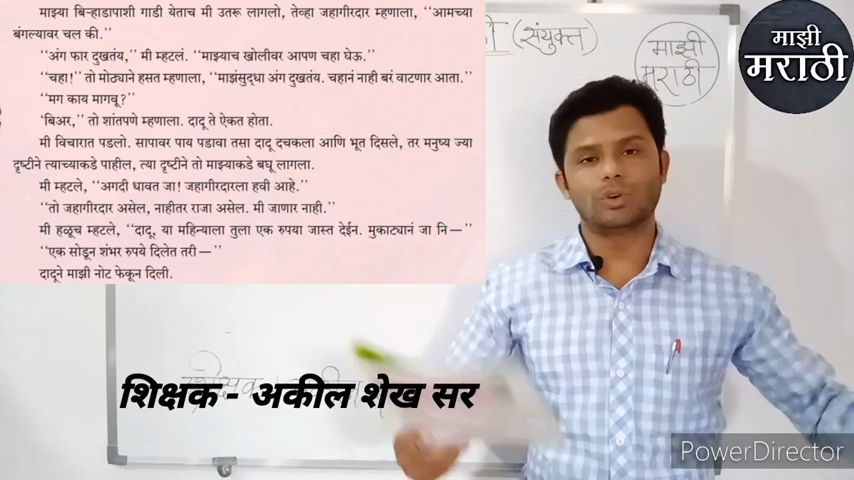 माझ्या बिऱ्हाडापाशी गाडी येताच मी उतरू लागलो, तेव्हा जहागीरदार म्हणाला, “आमच्या
बंगल्यावर चल की.”
“अंग फार दुखतंय,” मी म्हटलं. “माझ्याच खोलीवर आपण चहा घेऊ.”
“चहा!” तो मोठ्याने हसत म्हणाला, “माझंसुद्धा अंग दुखतंय. चहानं नाही बरं वाटणार आता.”
“मग काय मागवू?”
‘बिअर,” तो शांतपणे म्हणाला. दादू ते ऐकत होता.
मी विचारात पडलो. सापावर पाय पडावा तसा दादू दचकला आणि भूत दिसले, तर मनुष्य ज्या
दृष्टीने त्याच्याकडे पाहील, त्या दृष्टीने तो माझ्याकडे बघू लागला.
मी म्हटले, “अगदी धावत जा! जहागीरदारला हवी आहे.”
“तो जहागीरदार असेल, नाहीतर राजा असेल. मी जाणार नाही.”
मी हळूच म्हटले, “दादू, या महिन्याला तुला एक रुपया जास्त देईन. मुकाट्यानं जा नि—”
“एक सोडून शंभर रुपये दिलेत तरी—”
दादूने माझी नोट फेकून दिली.
(संयुक्त)
माझी
मराठी
माझी
मराठी
शिक्षक - अकील शेख सर
PowerDirector